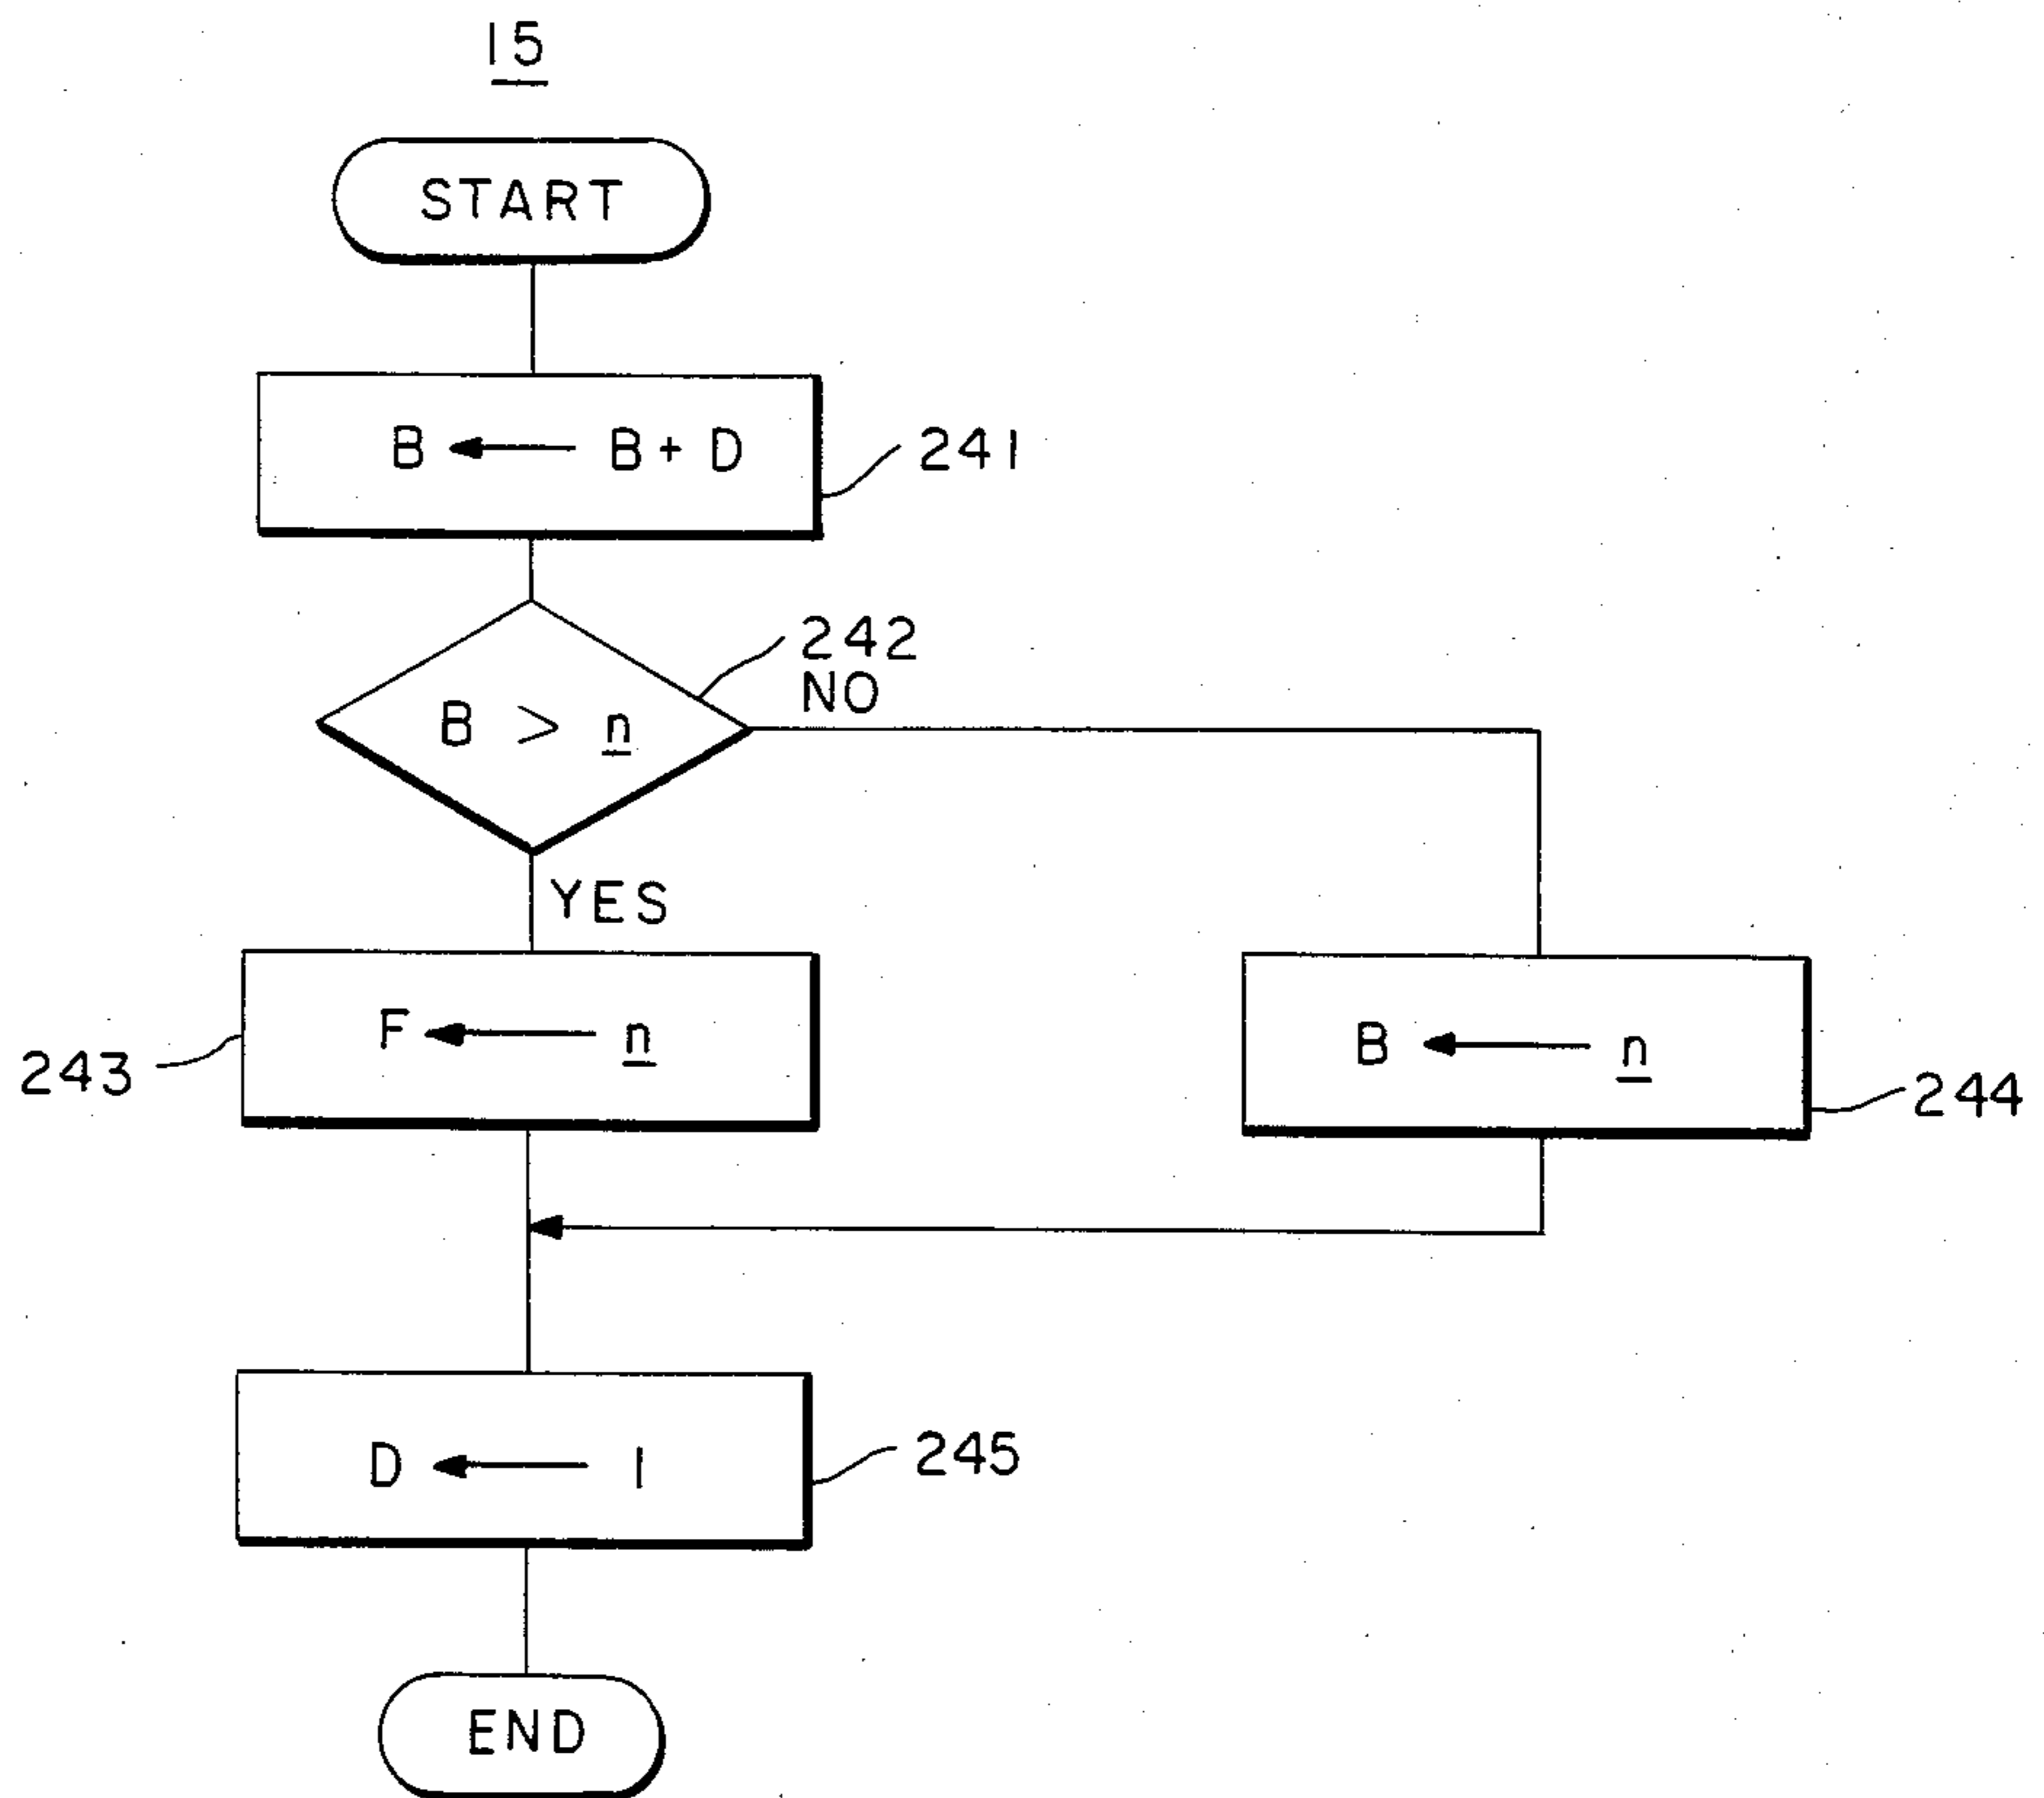 15
START
B ← B + D
241
242
NO
B > n
YES
F ← n
243
B ← n
244
D ← 1
245
END